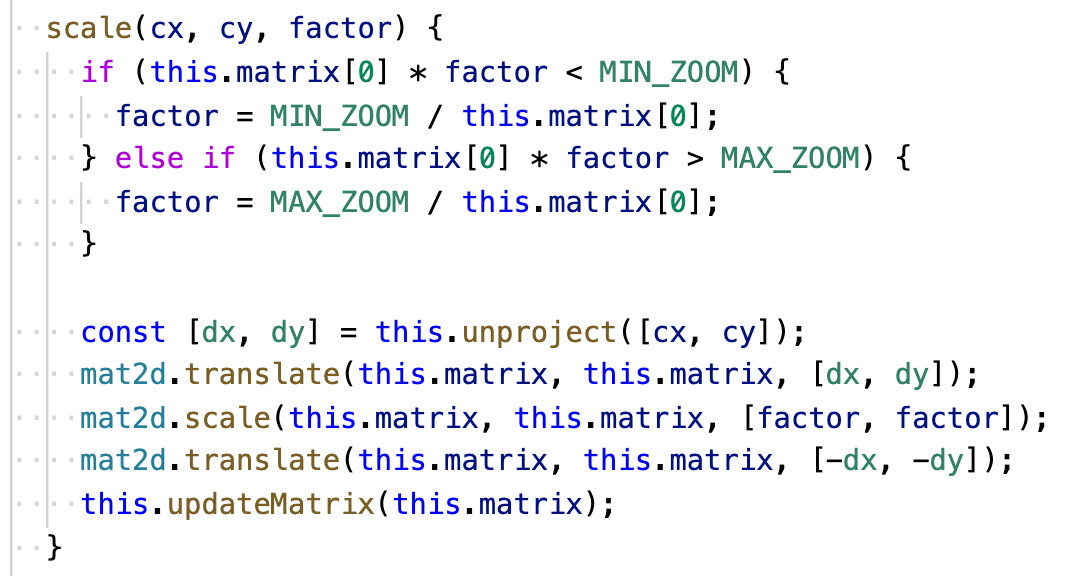 scale(cx, cy, factor) {
if (this.matrix[0] * factor < MIN_ZOOM) {
factor = MIN_ZOOM / this.matrix[0];
} else if (this.matrix[0] * factor > MAX_ZOOM) {
factor = MAX_ZOOM / this.matrix[0];
}
const [dx, dy] = this.unproject([cx, cy]);
mat2d.translate(this.matrix, this.matrix, [dx, dy]);
mat2d.scale(this.matrix, this.matrix, [factor, factor]);
mat2d.translate(this.matrix, this.matrix, [-dx, -dy]);
this.updateMatrix(this.matrix);
}